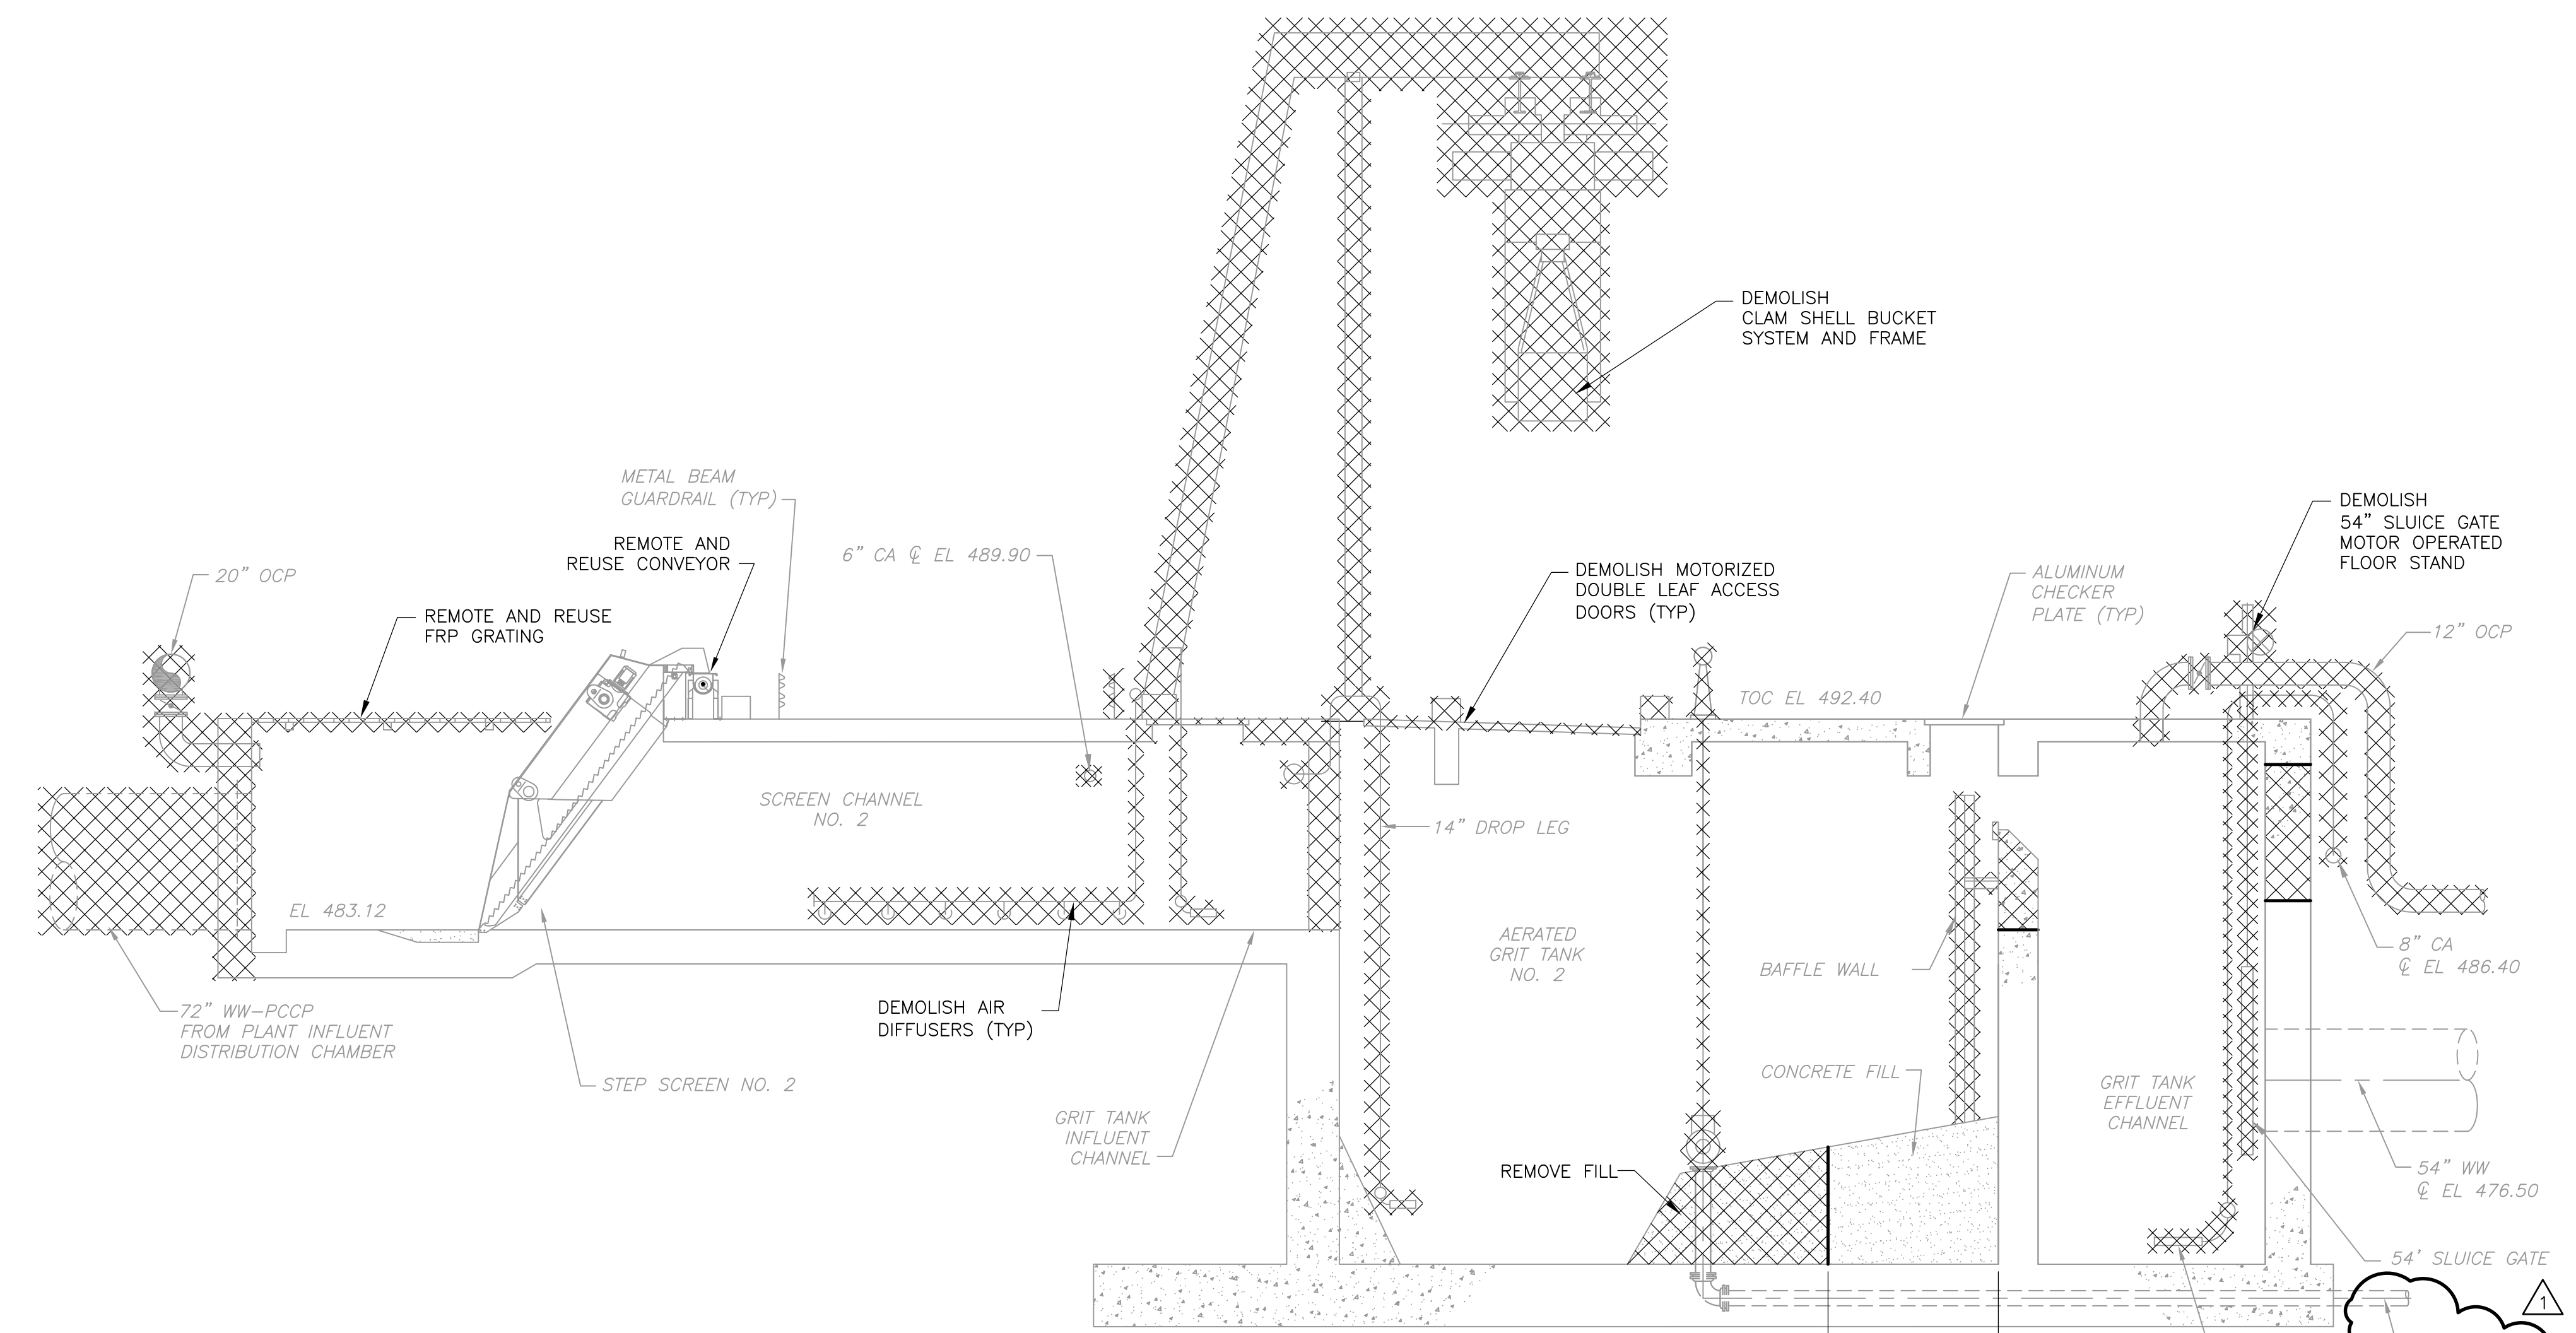 DEMOLISH
CLAM SHELL BUCKET
SYSTEM AND FRAME
METAL BEAM
GUARDRAIL (TYP)
REMOTE AND
REUSE CONVEYOR
6" CA ℄ EL 489.90
DEMOLISH
54" SLUICE GATE
MOTOR OPERATED
FLOOR STAND
20" OCP
REMOTE AND REUSE
FRP GRATING
DEMOLISH MOTORIZED
DOUBLE LEAF ACCESS
DOORS (TYP)
ALUMINUM
CHECKER
PLATE (TYP)
12" OCP
TOC EL 492.40
SCREEN CHANNEL
NO. 2
14" DROP LEG
EL 483.12
AERATED
GRIT TANK
NO. 2
BAFFLE WALL
8" CA
℄ EL 486.40
72" WW-PCCP
FROM PLANT INFLUENT
DISTRIBUTION CHAMBER
DEMOLISH AIR
DIFFUSERS (TYP)
STEP SCREEN NO. 2
CONCRETE FILL
GRIT TANK
EFFLUENT
CHANNEL
GRIT TANK
INFLUENT
CHANNEL
REMOVE FILL
54" WW
℄ EL 476.50
54' SLUICE GATE
1